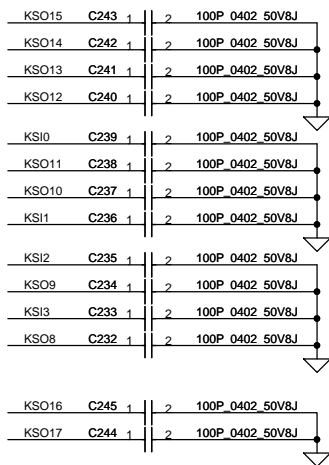 KSO15 C243 1 2 100P_0402_50V8J
KSO14 C242 1 2 100P_0402_50V8J
KSO13 C241 1 2 100P_0402_50V8J
KSO12 C240 1 2 100P_0402_50V8J
KSI0 C239 1 2 100P_0402_50V8J
KSO11 C238 1 2 100P_0402_50V8J
KSO10 C237 1 2 100P_0402_50V8J
KSI1 C236 1 2 100P_0402_50V8J
KSI2 C235 1 2 100P_0402_50V8J
KSO9 C234 1 2 100P_0402_50V8J
KSI3 C233 1 2 100P_0402_50V8J
KSO8 C232 1 2 100P_0402_50V8J
KSO16 C245 1 2 100P_0402_50V8J
KSO17 C244 1 2 100P_0402_50V8J